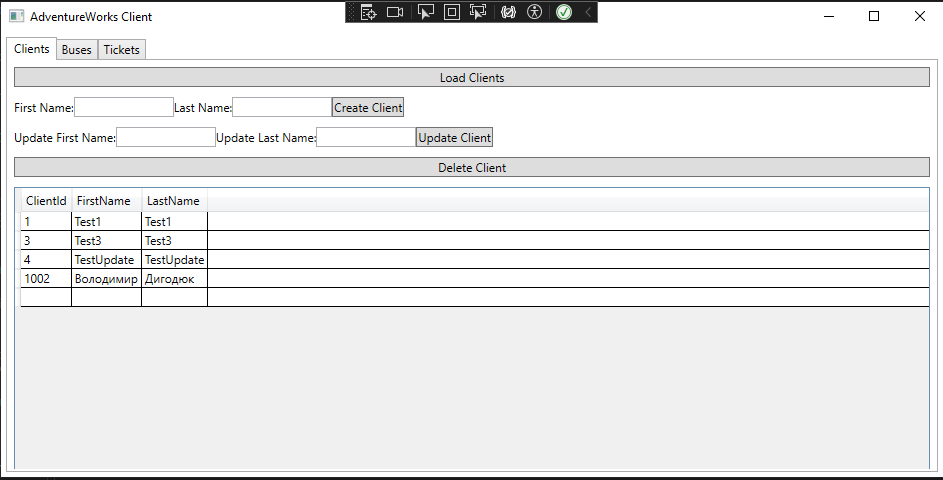 AdventureWorks Client
Clients Buses Tickets
Load Clients
First Name: Last Name: Create Client
Update First Name: Update Last Name: Update Client
Delete Client
ClientId FirstName LastName
1 Test1 Test1
3 Test3 Test3
4 TestUpdate TestUpdate
1002 Володимир Дигодюк